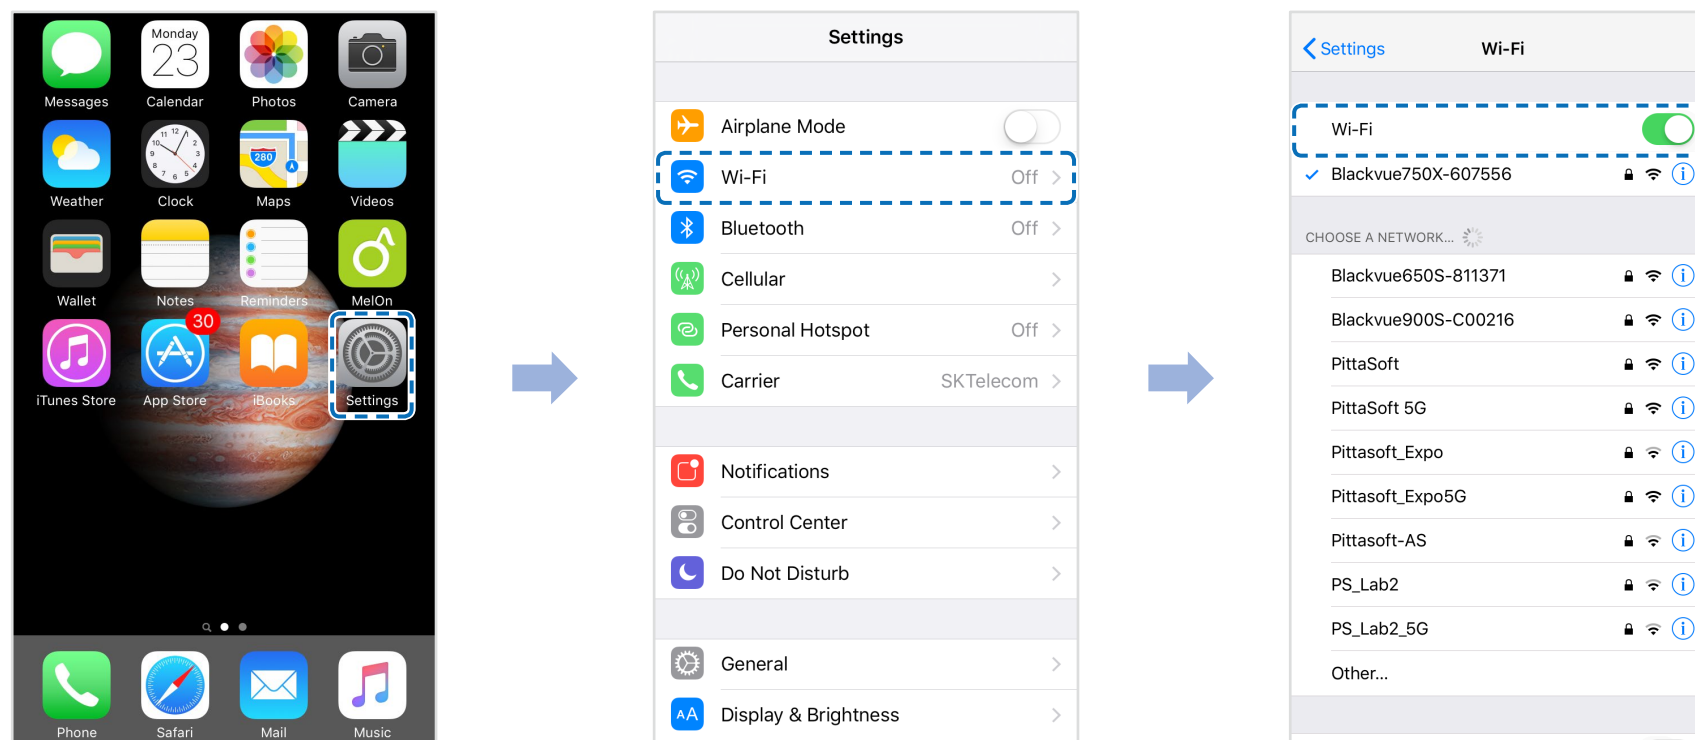 Monday
23
Messages Calendar Photos Camera
280
Weather Clock Maps Videos
Wallet Notes Reminders MelOn
30
iTunes Store App Store iBooks Settings
Phone Safari Mail Music
Settings
Airplane Mode
Wi-Fi Off
Bluetooth Off
Cellular
Personal Hotspot Off
Carrier SKTelecom
Notifications
Control Center
Do Not Disturb
General
AA Display & Brightness
Settings Wi-Fi
Wi-Fi
Blackvue750X-607556
CHOOSE A NETWORK...
Blackvue650S-811371
Blackvue900S-C00216
PittaSoft
PittaSoft 5G
Pittasoft_Expo
Pittasoft_Expo5G
Pittasoft-AS
PS_Lab2
PS_Lab2_5G
Other...